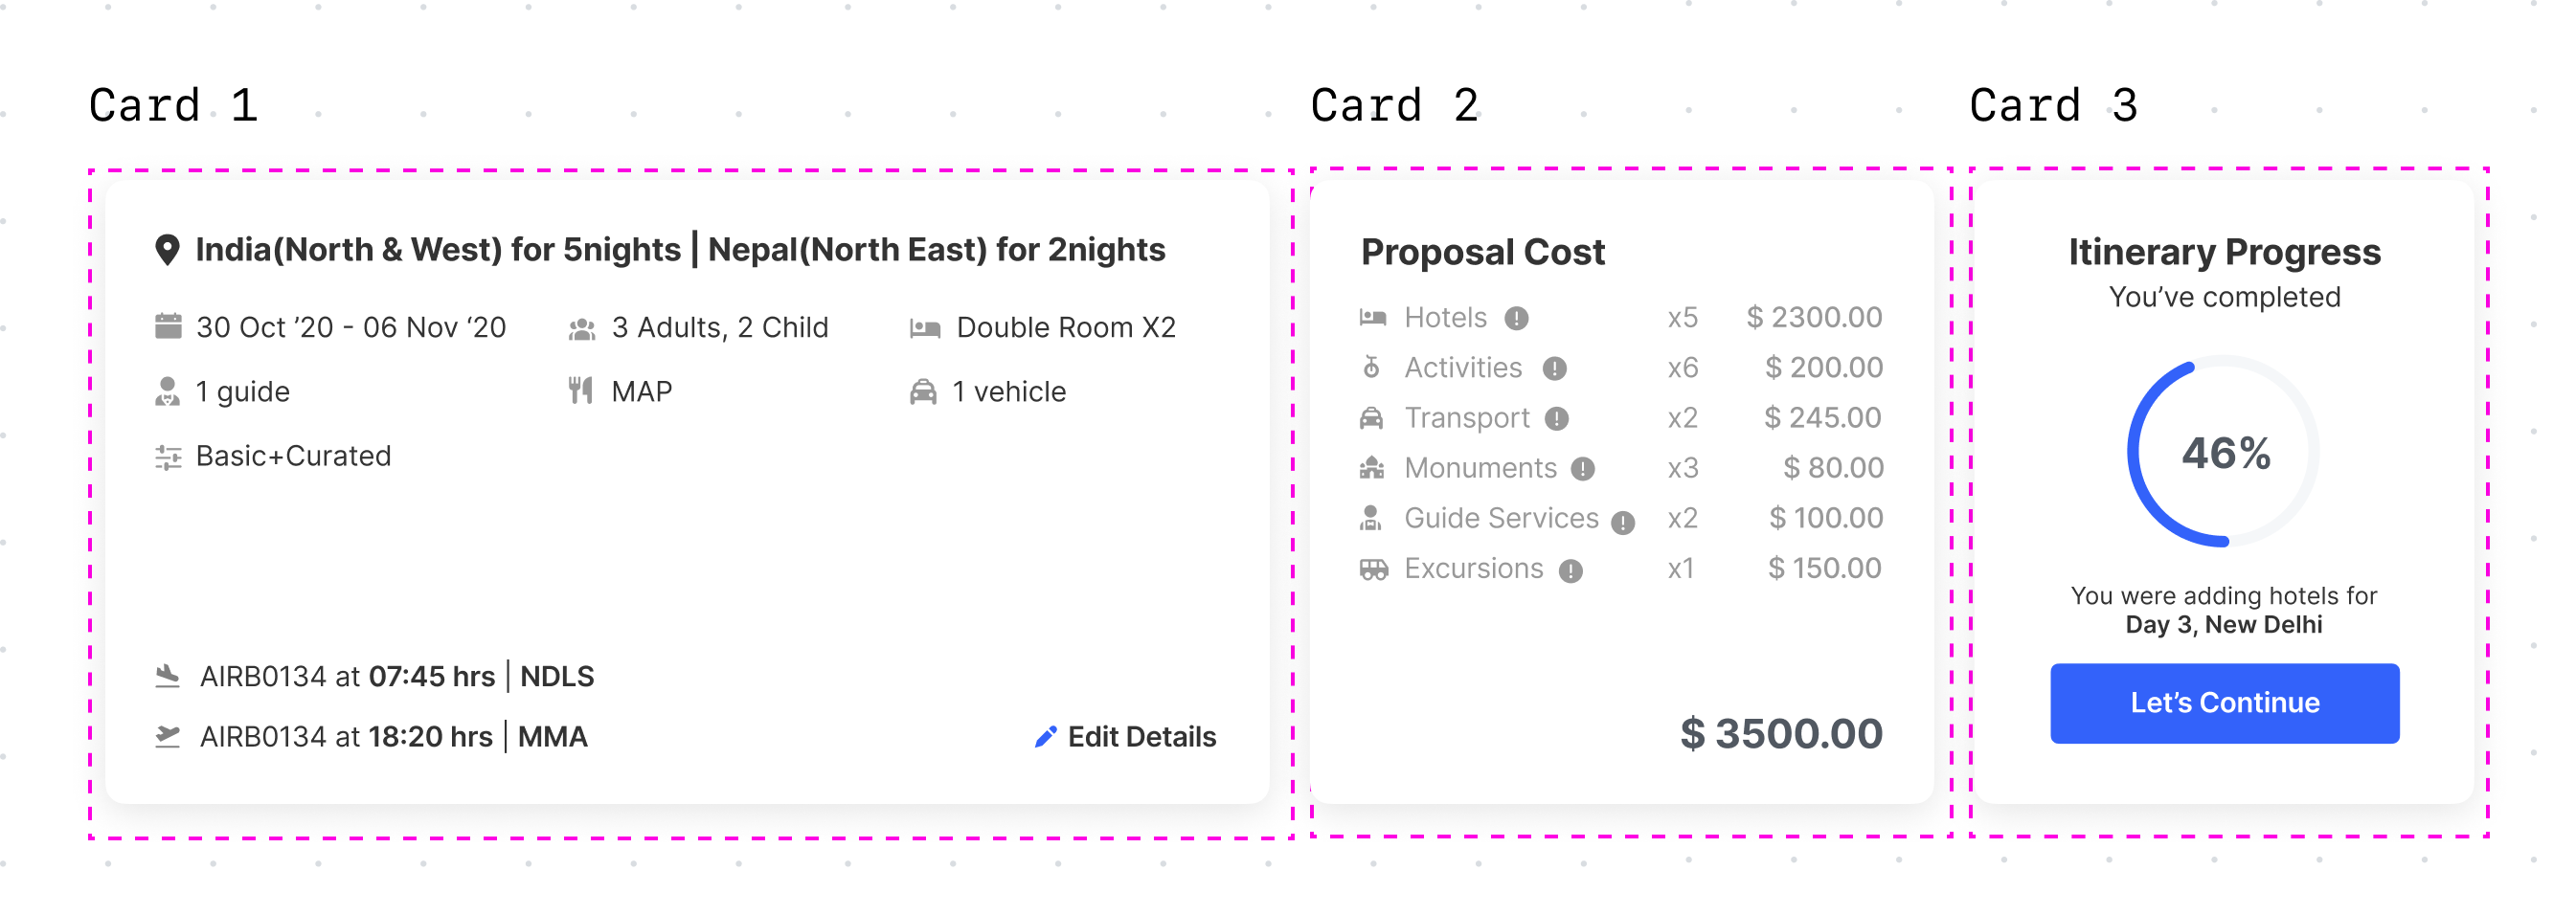 Card 1
India(North & West) for 5nights | Nepal(North East) for 2nights
30 Oct ’20 - 06 Nov ‘20
3 Adults, 2 Child
Double Room X2
1 guide
MAP
1 vehicle
Basic+Curated
AIRB0134 at 07:45 hrs | NDLS
AIRB0134 at 18:20 hrs | MMA
Edit Details
Card 2
Proposal Cost
Hotels x5 $ 2300.00
Activities x6 $ 200.00
Transport x2 $ 245.00
Monuments x3 $ 80.00
Guide Services x2 $ 100.00
Excursions x1 $ 150.00
$ 3500.00
Card 3
Itinerary Progress
You’ve completed
46%
You were adding hotels for
Day 3, New Delhi
Let’s Continue